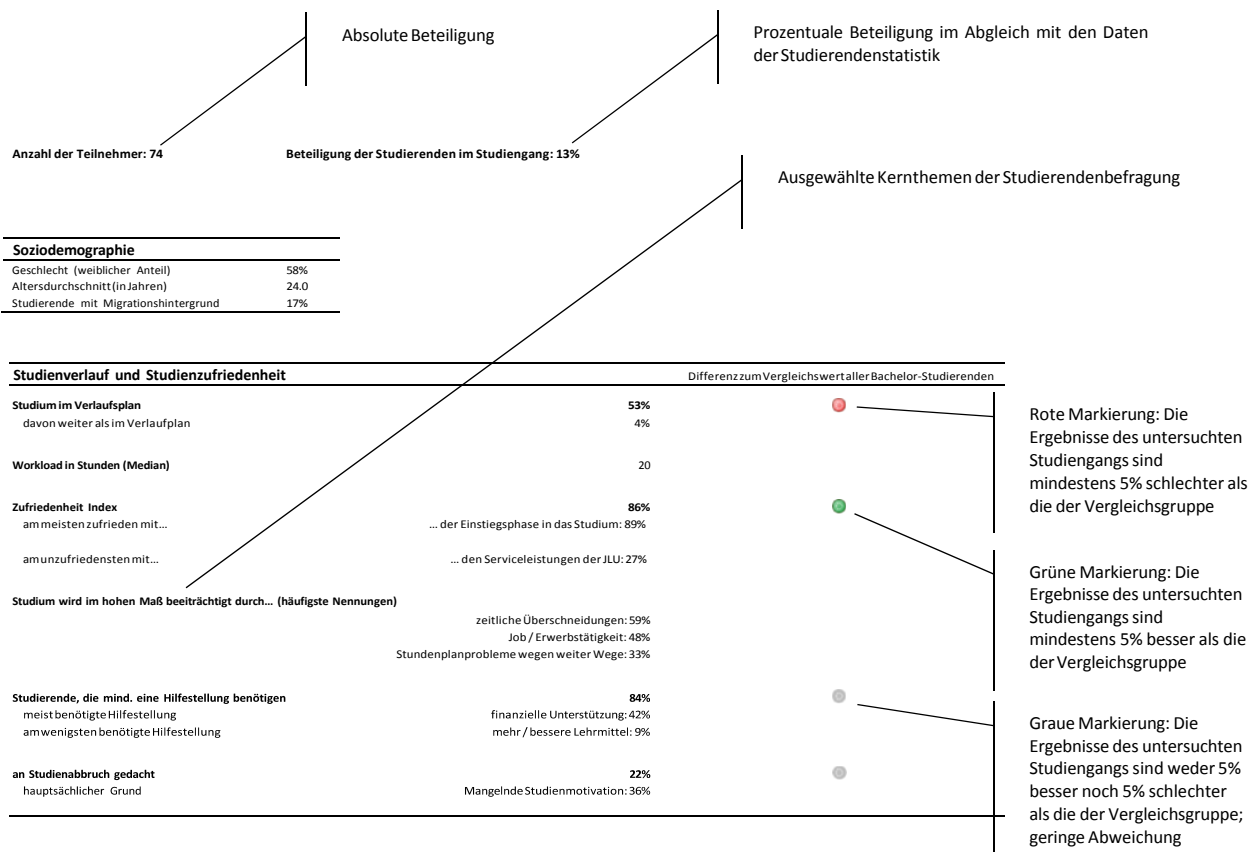 Absolute Beteiligung
Prozentuale Beteiligung im Abgleich mit den Daten
der Studierendenstatistik
Anzahl der Teilnehmer: 74
Beteiligung der Studierenden im Studiengang: 13%
Ausgewählte Kernthemen der Studierendenbefragung
Soziodemographie
Geschlecht (weiblicher Anteil) 58%
Altersdurchschnitt (in Jahren) 24.0
Studierende mit Migrationshintergrund 17%
Studienverlauf und Studienzufriedenheit Differenz zum Vergleichswert aller Bachelor-Studierenden
Studium im Verlaufsplan 53%
davon weiter als im Verlaufplan 4%
Workload in Stunden (Median) 20
Zufriedenheit Index 86%
am meisten zufrieden mit... ... der Einstiegsphase in das Studium: 89%
am unzufriedensten mit... ... den Serviceleistungen der JLU: 27%
Studium wird im hohen Maß beeiträchtigt durch... (häufigste Nennungen)
zeitliche Überschneidungen: 59%
Job / Erwerbstätigkeit: 48%
Stundenplanprobleme wegen weiter Wege: 33%
Studierende, die mind. eine Hilfestellung benötigen 84%
meist benötigte Hilfestellung finanzielle Unterstützung: 42%
am wenigsten benötigte Hilfestellung mehr / bessere Lehrmittel: 9%
an Studienabbruch gedacht 22%
hauptsächlicher Grund Mangelnde Studienmotivation: 36%
Rote Markierung: Die
Ergebnisse des untersuchten
Studiengangs sind
mindestens 5% schlechter als
die der Vergleichsgruppe
Grüne Markierung: Die
Ergebnisse des untersuchten
Studiengangs sind
mindestens 5% besser als die
der Vergleichsgruppe
Graue Markierung: Die
Ergebnisse des untersuchten
Studiengangs sind weder 5%
besser noch 5% schlechter
als die der Vergleichsgruppe;
geringe Abweichung